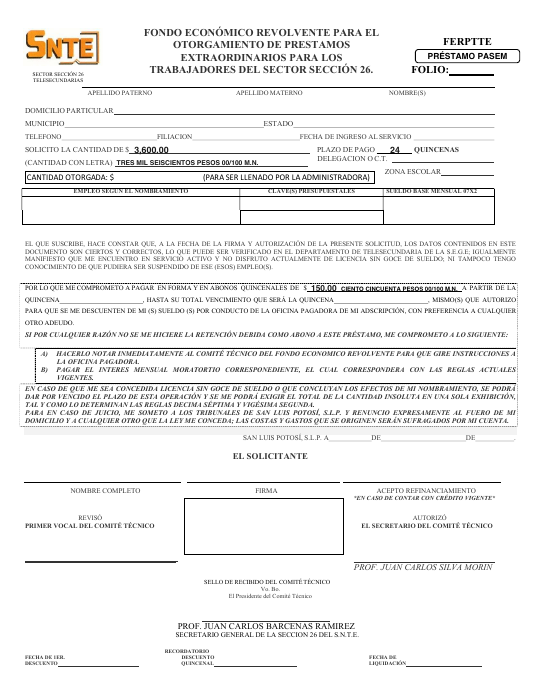 SNTE
SECTOR SECCIÓN 26
TELESECUNDARIAS
FONDO ECONÓMICO REVOLVENTE PARA EL
OTORGAMIENTO DE PRESTAMOS
EXTRAORDINARIOS PARA LOS
TRABAJADORES DEL SECTOR SECCIÓN 26.
FERPTTE
PRÉSTAMO PASEM
FOLIO:
APELLIDO PATERNO APELLIDO MATERNO NOMBRE(S)
DOMICILIO PARTICULAR
MUNICIPIO ESTADO
TELEFONO FILIACION FECHA DE INGRESO AL SERVICIO
SOLICITO LA CANTIDAD DE $ 3,600.00 PLAZO DE PAGO 24 QUINCENAS
(CANTIDAD CON LETRA) TRES MIL SEISCIENTOS PESOS 00/100 M.N. DELEGACION O C.T.
CANTIDAD OTORGADA: $ (PARA SER LLENADO POR LA ADMINISTRADORA) ZONA ESCOLAR
EMPLEO SEGÚN EL NOMBRAMIENTO CLAVE(S) PRESUPUESTALES SUELDO BASE MENSUAL 07X2
EL QUE SUSCRIBE, HACE CONSTAR QUE, A LA FECHA DE LA FIRMA Y AUTORIZACIÓN DE LA PRESENTE SOLICITUD, LOS DATOS CONTENIDOS EN ESTE
DOCUMENTO SON CIERTOS Y CORRECTOS, LO QUE PUEDE SER VERIFICADO EN EL DEPARTAMENTO DE TELESECUNDARIA DE LA S.E.G.E; IGUALMENTE
MANIFIESTO QUE ME ENCUENTRO EN SERVICIO ACTIVO Y NO DISFRUTO ACTUALMENTE DE LICENCIA SIN GOCE DE SUELDO; NI TAMPOCO TENGO
CONOCIMIENTO DE QUE PUDIERA SER SUSPENDIDO DE ESE (ESOS) EMPLEO(S).
POR LO QUE ME COMPROMETO A PAGAR EN FORMA Y EN ABONOS QUINCENALES DE $ 150.00 CIENTO CINCUENTA PESOS 00/100 M.N. A PARTIR DE LA
QUINCENA , HASTA SU TOTAL VENCIMIENTO QUE SERÁ LA QUINCENA , MISMO(S) QUE AUTORIZO
PARA QUE SE ME DESCUENTEN DE MI (S) SUELDO (S) POR CONDUCTO DE LA OFICINA PAGADORA DE MI ADSCRIPCIÓN, CON PREFERENCIA A CUALQUIER
OTRO ADEUDO.
SI POR CUALQUIER RAZÓN NO SE ME HICIERE LA RETENCIÓN DEBIDA COMO ABONO A ESTE PRÉSTAMO, ME COMPROMETO A LO SIGUIENTE:
A) HACERLO NOTAR INMEDIATAMENTE AL COMITÉ TÉCNICO DEL FONDO ECONOMICO REVOLVENTE PARA QUE GIRE INSTRUCCIONES A
LA OFICINA PAGADORA.
B) PAGAR EL INTERES MENSUAL MORATORTIO CORRESPONDIENTE, EL CUAL CORRESPONDERA CON LAS REGLAS ACTUALES
VIGENTES.
EN CASO DE QUE ME SEA CONCEDIDA LICENCIA SIN GOCE DE SUELDO O QUE CONCLUYAN LOS EFECTOS DE MI NOMBRAMIENTO, SE PODRÁ
DAR POR VENCIDO EL PLAZO DE ESTA OPERACIÓN Y SE ME PODRÁ EXIGIR EL TOTAL DE LA CANTIDAD INSOLUTA EN UNA SOLA EXHIBICIÓN,
TAL Y COMO LO DETERMINAN LAS REGLAS DECIMA SÉPTIMA Y VIGÉSIMA SEGUNDA.
PARA EN CASO DE JUICIO, ME SOMETO A LOS TRIBUNALES DE SAN LUIS POTOSÍ, S.L.P. Y RENUNCIO EXPRESAMENTE AL FUERO DE MI
DOMICILIO Y A CUALQUIER OTRO QUE LA LEY ME CONCEDA; LAS COSTAS Y GASTOS QUE SE ORIGINEN SERÁN SUFRAGADOS POR MI CUENTA.
SAN LUIS POTOSÍ, S.L.P. A DE DE .
EL SOLICITANTE
NOMBRE COMPLETO FIRMA ACEPTO REFINANCIAMIENTO
"EN CASO DE CONTAR CON CRÉDITO VIGENTE"
REVISÓ AUTORIZÓ
PRIMER VOCAL DEL COMITÉ TÉCNICO EL SECRETARIO DEL COMITÉ TÉCNICO
PROF. JUAN CARLOS SILVA MORIN
SELLO DE RECIBIDO DEL COMITÉ TÉCNICO
Vo. Bo.
El Presidente del Comité Técnico
PROF. JUAN CARLOS BARCENAS RAMIREZ
SECRETARIO GENERAL DE LA SECCION 26 DEL S.N.T.E.
RECORDATORIO
FECHA DE 1ER.
DESCUENTO
DESCUENTO
QUINCENAL
FECHA DE
LIQUIDACIÓN